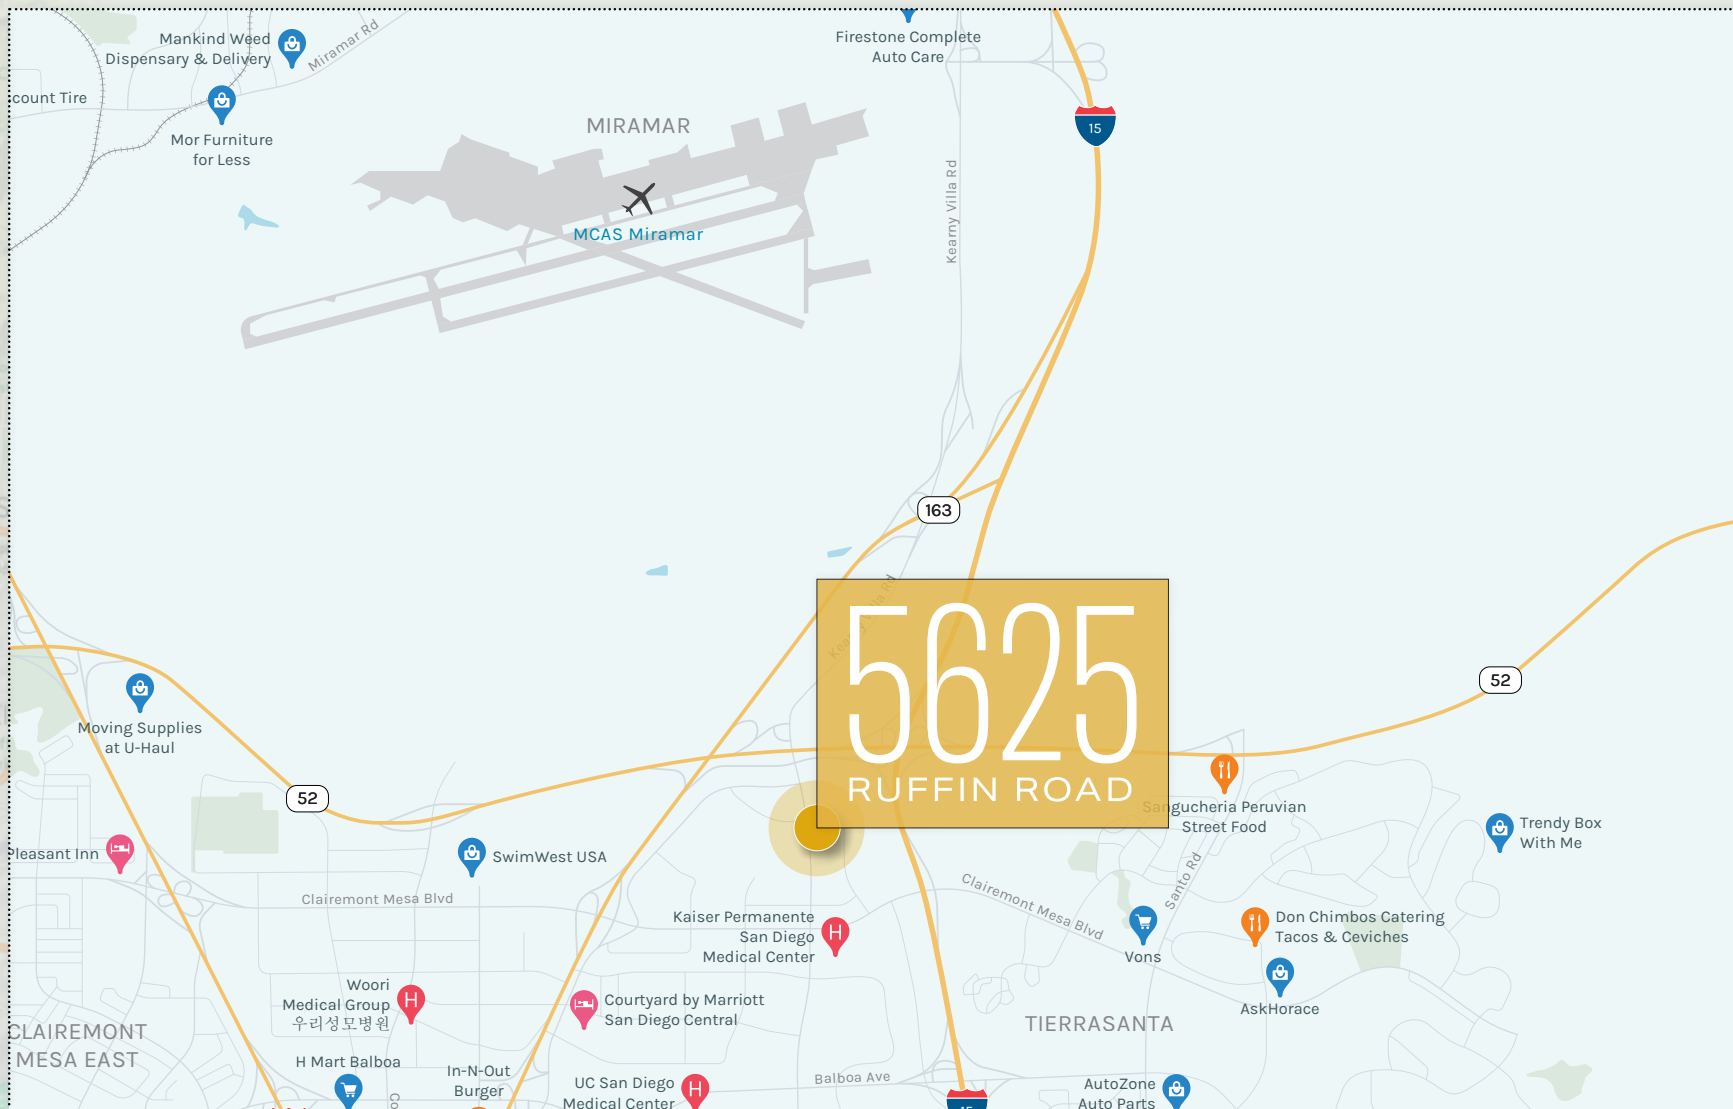 Mankind Weed
Dispensary & Delivery
Miramar Rd
Firestone Complete
Auto Care
count Tire
Mor Furniture
for Less
MIRAMAR
15
MCAS Miramar
Kearny Villa Rd
163
Kearny Villa Rd
5625
RUFFIN ROAD
52
Moving Supplies
at U-Haul
52
Sangucheria Peruvian
Street Food
Trendy Box
With Me
Pleasant Inn
SwimWest USA
Clairemont Mesa Blvd
Clairemont Mesa Blvd
Santo Rd
Kaiser Permanente
San Diego
Medical Center
H
Don Chimbos Catering
Tacos & Ceviches
Vons
Woori
Medical Group
우리성모병원
H
Courtyard by Marriott
San Diego Central
AskHorace
CLAIREMONT
MESA EAST
TIERRASANTA
H Mart Balboa
In-N-Out
Burger
UC San Diego
Medical Center
H
Balboa Ave
15
AutoZone
Auto Parts
Co